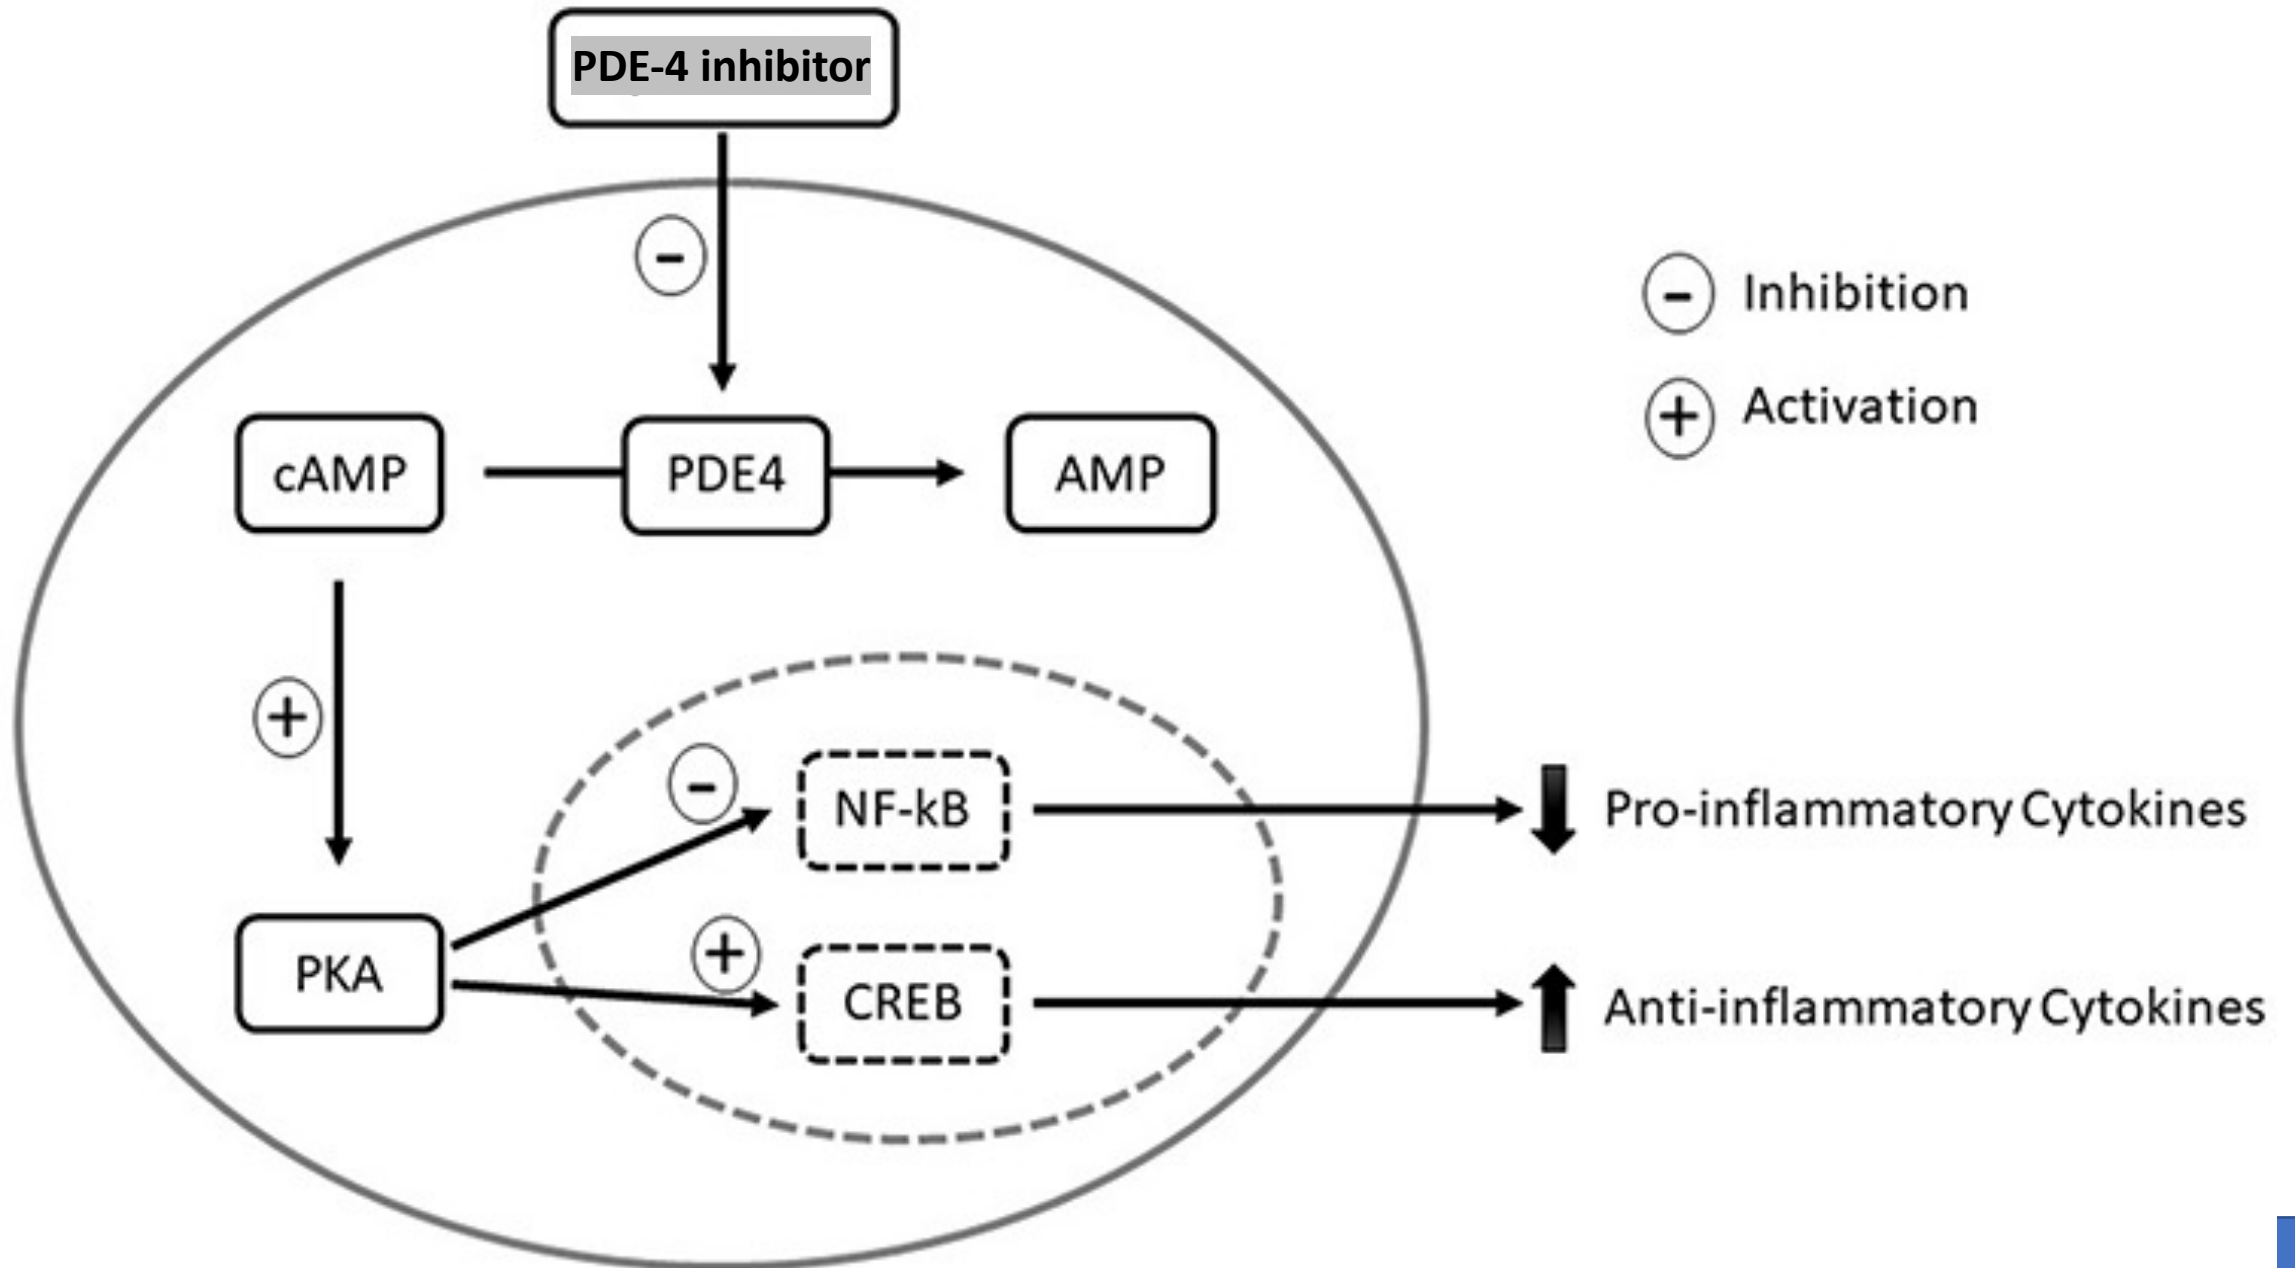 PDE-4 inhibitor
-
- Inhibition
+ Activation
cAMP
PDE4
AMP
+
-
NF-kB
Pro-inflammatory Cytokines
PKA
+
CREB
Anti-inflammatory Cytokines